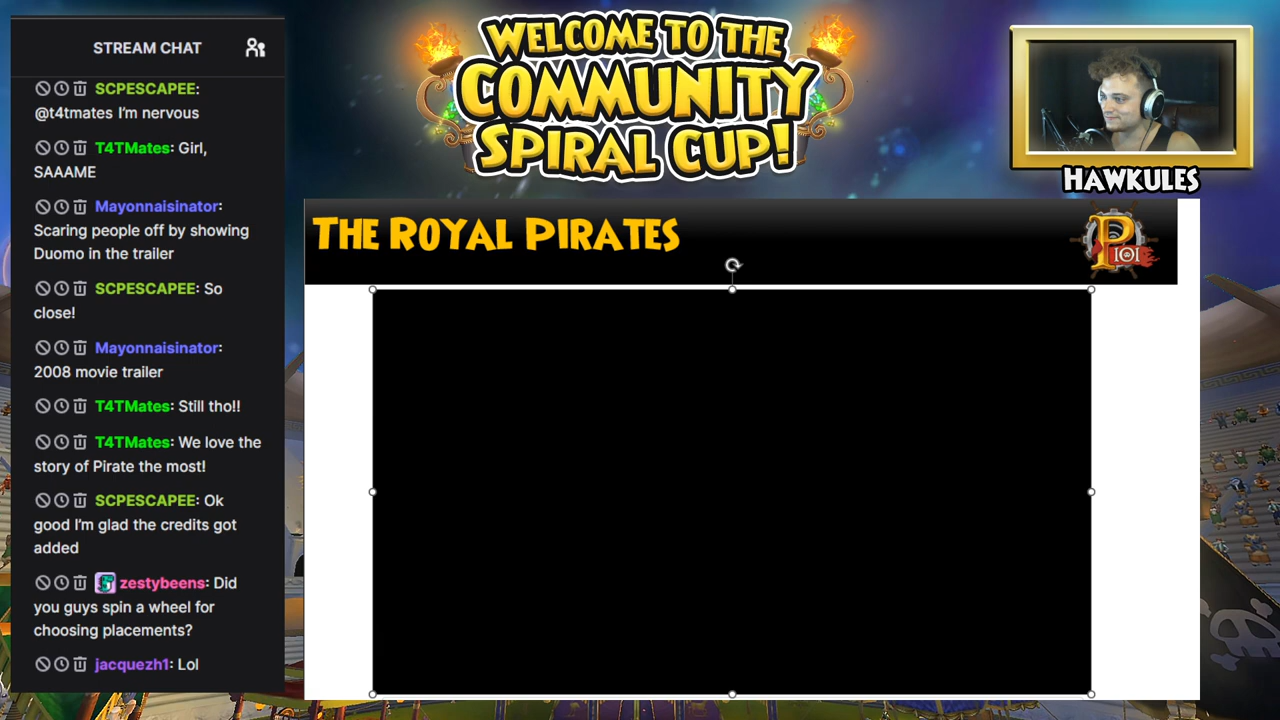 STREAM CHAT
SCPESCAPEE:
@t4tmates I'm nervous
T4TMates: Girl,
SAAAME
Mayonnaisinator:
Scaring people off by showing
Duomo in the trailer
SCPESCAPEE: So
close!
Mayonnaisinator:
2008 movie trailer
T4TMates: Still tho!!
T4TMates: We love the
story of Pirate the most!
SCPESCAPEE: Ok
good I'm glad the credits got
added
zestybeens: Did
you guys spin a wheel for
choosing placements?
jacquezh1: Lol
WELCOME TO THE
COMMUNITY
SPIRAL CUP!
HAWKULES
THE ROYAL PIRATES
P101